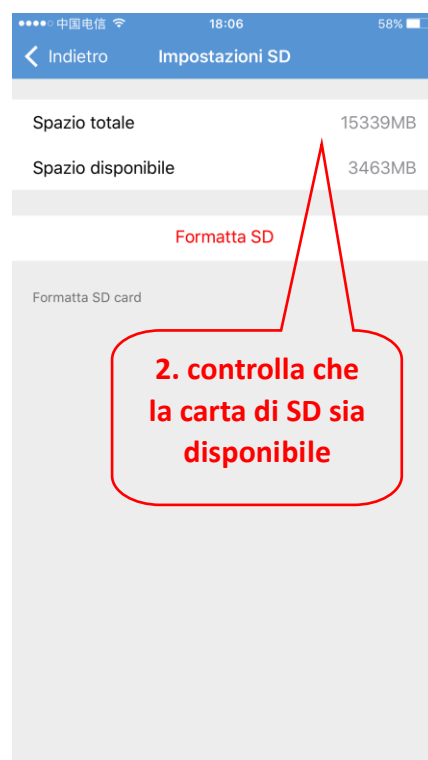 中国电信 18:06 58%
Indietro Impostazioni SD
Spazio totale 15339MB
Spazio disponibile 3463MB
Formatta SD
Formatta SD card
2. controlla che
la carta di SD sia
disponibile